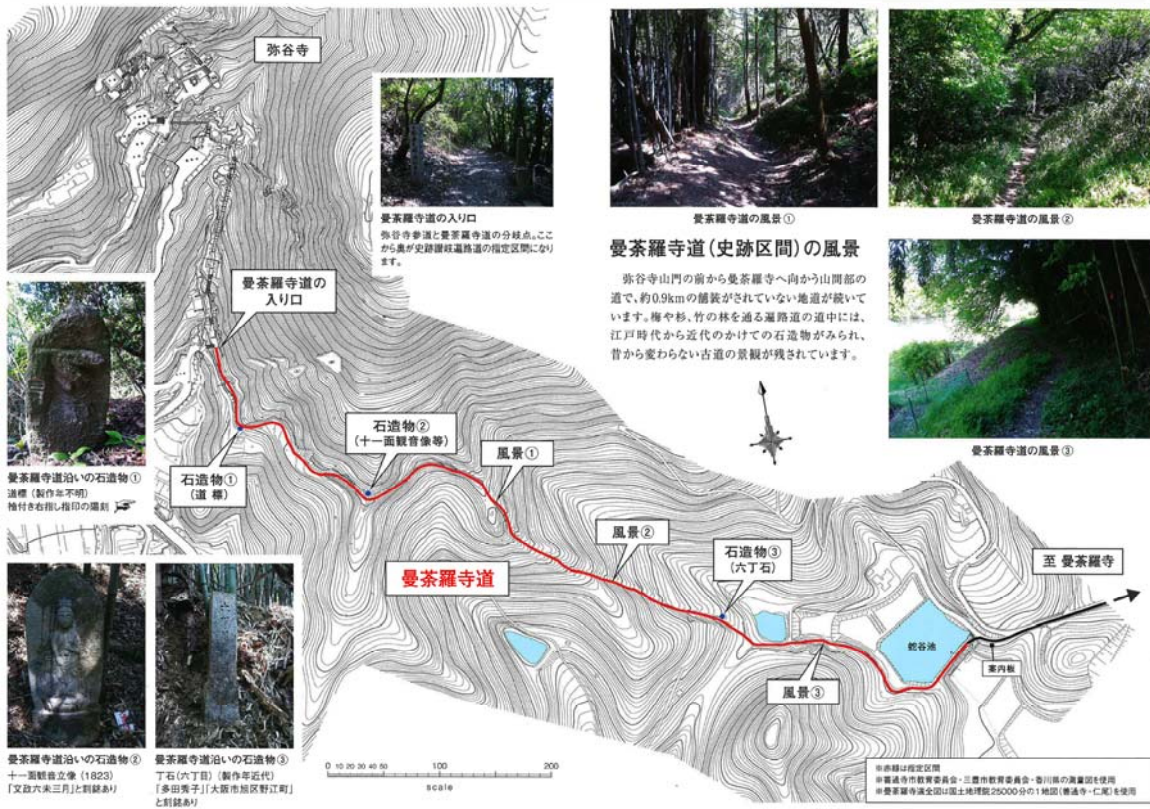 弥谷寺
曼荼羅寺道の入り口
弥谷寺参道と曼荼羅寺道の分岐点。ここ
から奥が史跡讃岐遍路道の指定区間になり
ます。
曼荼羅寺道の風景①
曼荼羅寺道の風景②
曼荼羅寺道(史跡区間)の風景
弥谷寺山門の前から曼荼羅寺へ向かう山間部の
道で、約0.9kmの舗装がされていない地道が続いて
います。梅や杉、竹の林を通る遍路道の道中には、
江戸時代から近代のかけての石造物がみられ、
昔から変わらない古道の景観が残されています。
曼荼羅寺道の風景③
曼荼羅寺道の
入り口
石造物①
(道 標)
石造物②
(十一面観音像等)
風景①
風景②
石造物③
(六丁石)
至 曼荼羅寺
曼荼羅寺道
蛇谷池
案内板
風景③
曼荼羅寺道沿いの石造物①
道標(製作年不明)
袖付き右指し指印の陽刻
曼荼羅寺道沿いの石造物②
十一面観音立像(1823)
「文政六未三月」と刻銘あり
曼荼羅寺道沿いの石造物③
丁石(六丁目)(製作年近代)
「多田秀子」「大阪市旭区野江町」
と刻銘あり
0 10 20 30 40 50 100 200
scale
※赤線は指定区間
※善通寺市教育委員会・三豊市教育委員会・香川県の測量図を使用
※曼荼羅寺道全図は国土地理院25000分の1地図(善通寺・仁尾)を使用